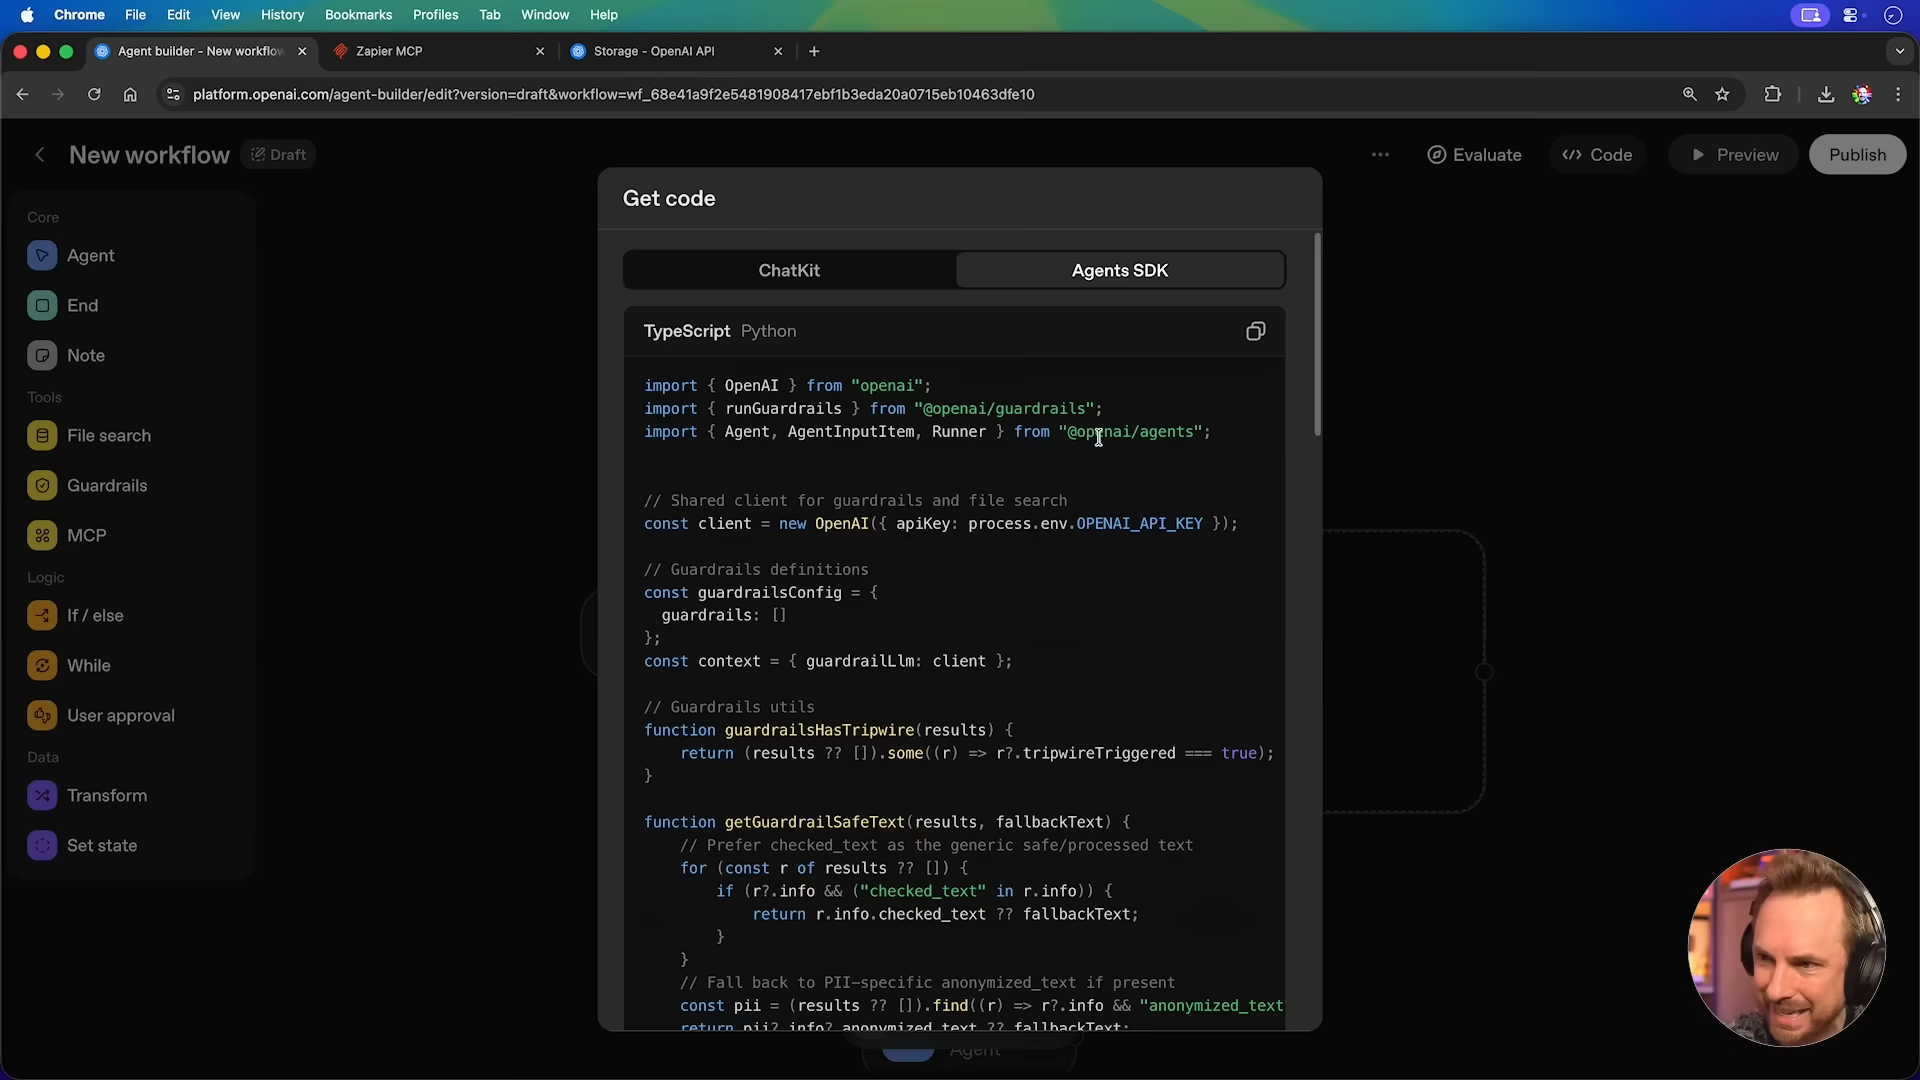 Chrome File Edit View History Bookmarks Profiles Tab Window Help
Agent builder - New workflow
Zapier MCP
Storage - OpenAI API
platform.openai.com/agent-builder/edit?version=draft&workflow=wf_68e41a9f2e5481908417ebf1b3eda20a0715eb10463dfe10
New workflow
Draft
Evaluate
Code
Preview
Publish
Core
Agent
End
Note
Tools
File search
Guardrails
MCP
Logic
If / else
While
User approval
Data
Transform
Set state
Get code
ChatKit
Agents SDK
TypeScript Python
import { OpenAI } from "openai";
import { runGuardrails } from "@openai/guardrails";
import { Agent, AgentInputItem, Runner } from "@openai/agents";
// Shared client for guardrails and file search
const client = new OpenAI({ apiKey: process.env.OPENAI_API_KEY });
// Guardrails definitions
const guardrailsConfig = {
guardrails: []
};
const context = { guardrailLlm: client };
// Guardrails utils
function guardrailsHasTripwire(results) {
return (results ?? []).some((r) => r?.tripwireTriggered === true);
}
function getGuardrailSafeText(results, fallbackText) {
// Prefer checked_text as the generic safe/processed text
for (const r of results ?? []) {
if (r?.info && ("checked_text" in r.info)) {
return r.info.checked_text ?? fallbackText;
}
}
// Fall back to PII-specific anonymized_text if present
const pii = (results ?? []).find((r) => r?.info && "anonymized_text
return pii?.info?.anonymized_text ?? fallbackText;
Agent